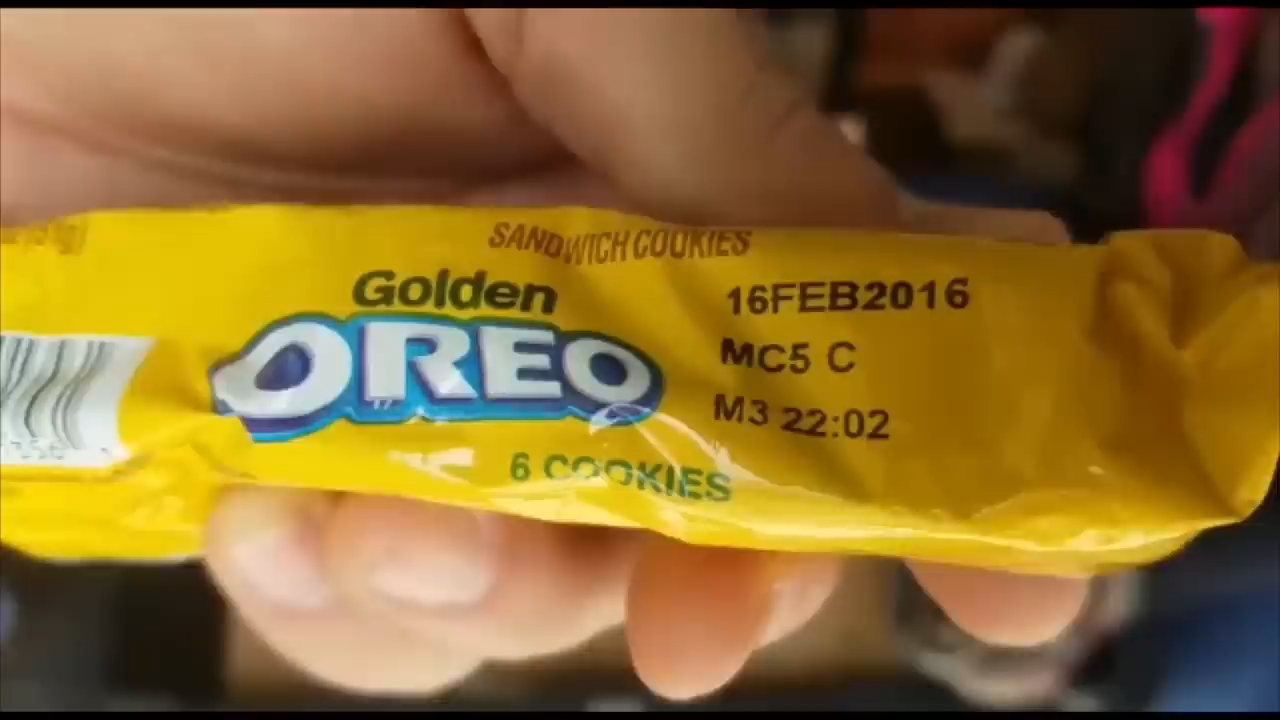 SANDWICH COOKIES
Golden
OREO
6 COOKIES
16FEB2016
MC5 C
M3 22:02